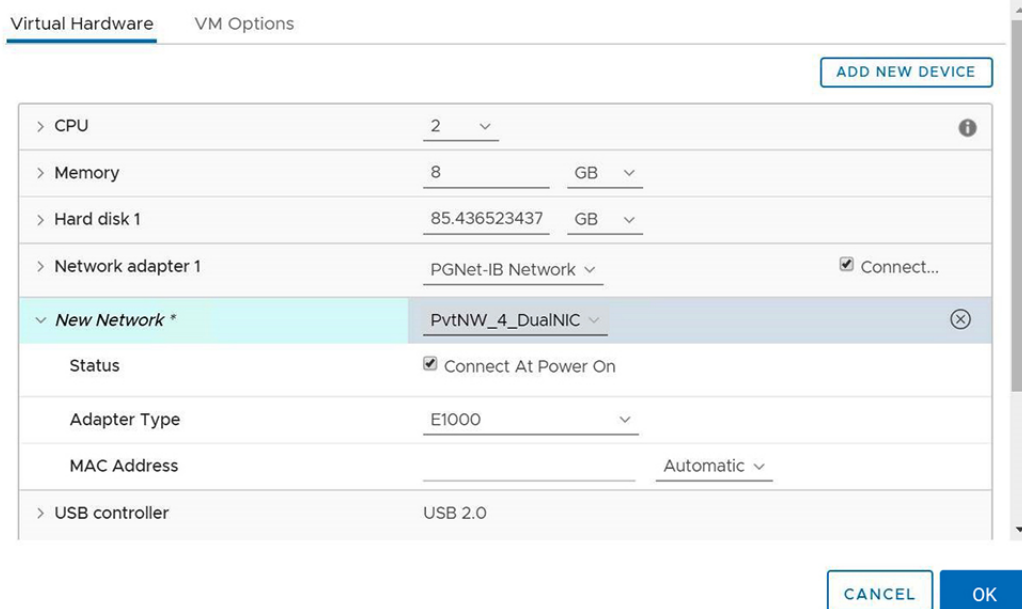 Virtual Hardware VM Options
ADD NEW DEVICE
CPU 2
Memory 8 GB
Hard disk 1 85.436523437 GB
Network adapter 1 PGNet-IB Network Connect...
New Network * PvtNW_4_DualNIC
Status Connect At Power On
Adapter Type E1000
MAC Address Automatic
USB controller USB 2.0
CANCEL OK